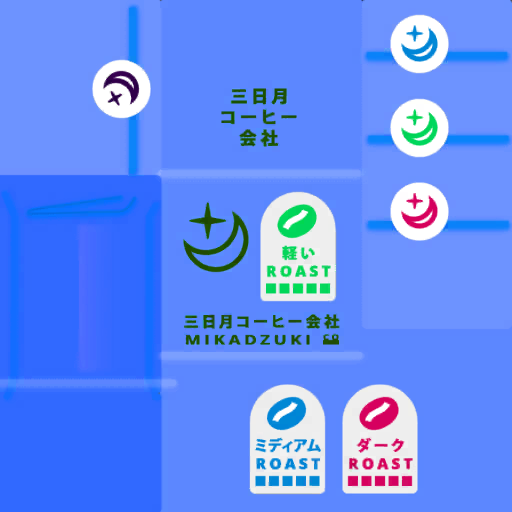 三日月
コーヒー
会社
軽い
ROAST
三日月コーヒー会社
MIKADZUKI
ミディアム
ROAST
ダーク
ROAST